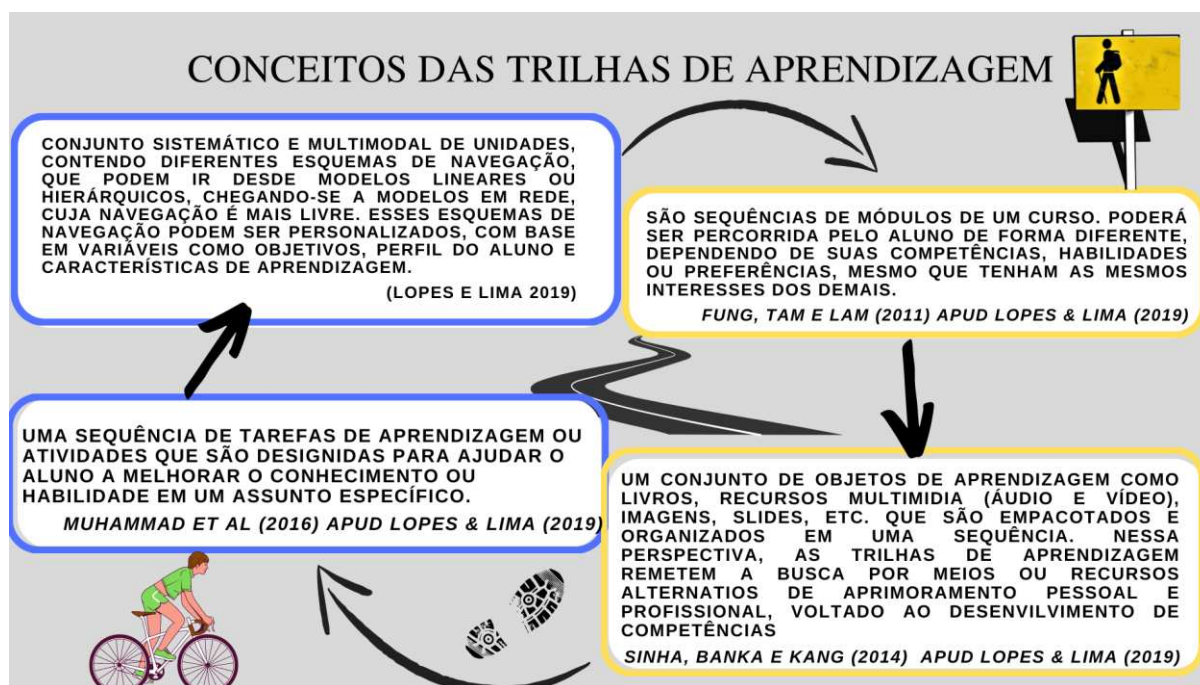 CONCEITOS DAS TRILHAS DE APRENDIZAGEM
CONJUNTO SISTEMÁTICO E MULTIMODAL DE UNIDADES,
CONTENDO DIFERENTES ESQUEMAS DE NAVEGAÇÃO,
QUE PODEM IR DESDE MODELOS LINEARES OU
HIERÁRQUICOS, CHEGANDO-SE A MODELOS EM REDE,
CUJA NAVEGAÇÃO É MAIS LIVRE. ESSES ESQUEMAS DE
NAVEGAÇÃO PODEM SER PERSONALIZADOS, COM BASE
EM VARIÁVEIS COMO OBJETIVOS, PERFIL DO ALUNO E
CARACTERÍSTICAS DE APRENDIZAGEM.
(LOPES E LIMA 2019)
SÃO SEQUÊNCIAS DE MÓDULOS DE UM CURSO. PODERÁ
SER PERCORRIDA PELO ALUNO DE FORMA DIFERENTE,
DEPENDENDO DE SUAS COMPETÊNCIAS, HABILIDADES
OU PREFERÊNCIAS, MESMO QUE TENHAM AS MESMOS
INTERESSES DOS DEMAIS.
FUNG, TAM E LAM (2011) APUD LOPES & LIMA (2019)
UMA SEQUÊNCIA DE TAREFAS DE APRENDIZAGEM OU
ATIVIDADES QUE SÃO DESIGNIDAS PARA AJUDAR O
ALUNO A MELHORAR O CONHECIMENTO OU
HABILIDADE EM UM ASSUNTO ESPECÍFICO.
MUHAMMAD ET AL (2016) APUD LOPES & LIMA (2019)
UM CONJUNTO DE OBJETOS DE APRENDIZAGEM COMO
LIVROS, RECURSOS MULTIMIDIA (ÁUDIO E VÍDEO),
IMAGENS, SLIDES, ETC. QUE SÃO EMPACOTADOS E
ORGANIZADOS EM UMA SEQUÊNCIA. NESSA
PERSPECTIVA, AS TRILHAS DE APRENDIZAGEM
REMETEM A BUSCA POR MEIOS OU RECURSOS
ALTERNATIOS DE APRIMORAMENTO PESSOAL E
PROFISSIONAL, VOLTADO AO DESENVILVIMENTO DE
COMPETÊNCIAS
SINHA, BANKA E KANG (2014) APUD LOPES & LIMA (2019)